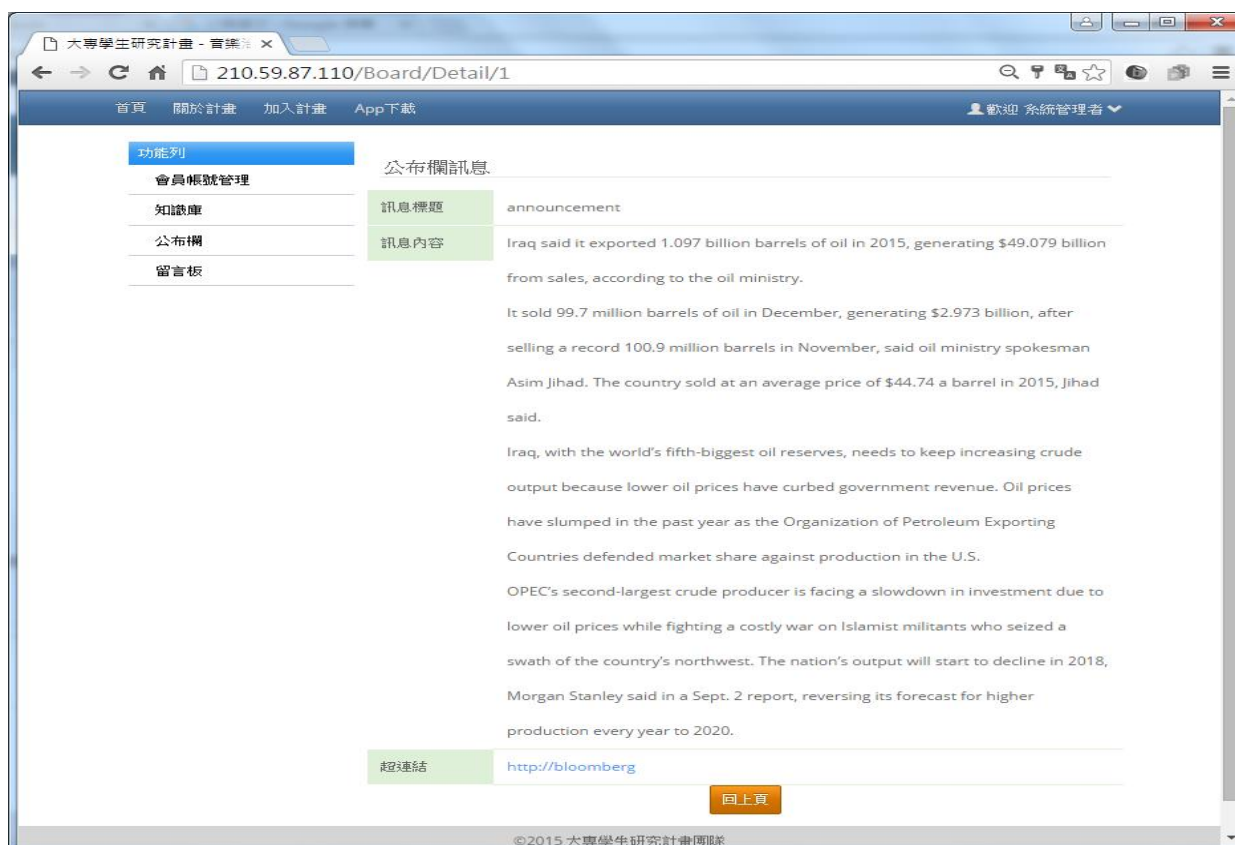 大專學生研究計畫 - 音樂
210.59.87.110/Board/Detail/1
首頁 關於計畫 加入計畫 App下載 歡迎 系統管理者
功能列
會員帳號管理
知識庫
公布欄
留言板
公布欄訊息
訊息標題 announcement
訊息內容 Iraq said it exported 1.097 billion barrels of oil in 2015, generating $49.079 billion
from sales, according to the oil ministry.
It sold 99.7 million barrels of oil in December, generating $2.973 billion, after
selling a record 100.9 million barrels in November, said oil ministry spokesman
Asim Jihad. The country sold at an average price of $44.74 a barrel in 2015, Jihad
said.
Iraq, with the world's fifth-biggest oil reserves, needs to keep increasing crude
output because lower oil prices have curbed government revenue. Oil prices
have slumped in the past year as the Organization of Petroleum Exporting
Countries defended market share against production in the U.S.
OPEC's second-largest crude producer is facing a slowdown in investment due to
lower oil prices while fighting a costly war on Islamist militants who seized a
swath of the country's northwest. The nation's output will start to decline in 2018,
Morgan Stanley said in a Sept. 2 report, reversing its forecast for higher
production every year to 2020.
超連結 http://bloomberg
回上頁
©2015 大專學生研究計畫團隊